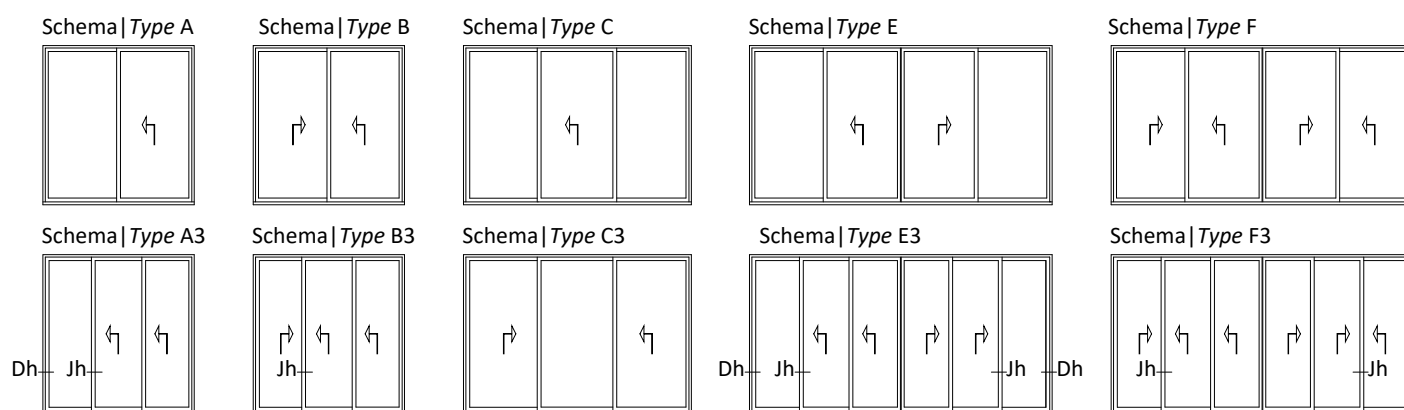 Schema|Type A
Schema|Type B
Schema|Type C
Schema|Type E
Schema|Type F
Schema|Type A3
Schema|Type B3
Schema|Type C3
Schema|Type E3
Schema|Type F3
Dh
Jh
Jh
Dh
Jh
Jh
Dh
Jh
Jh